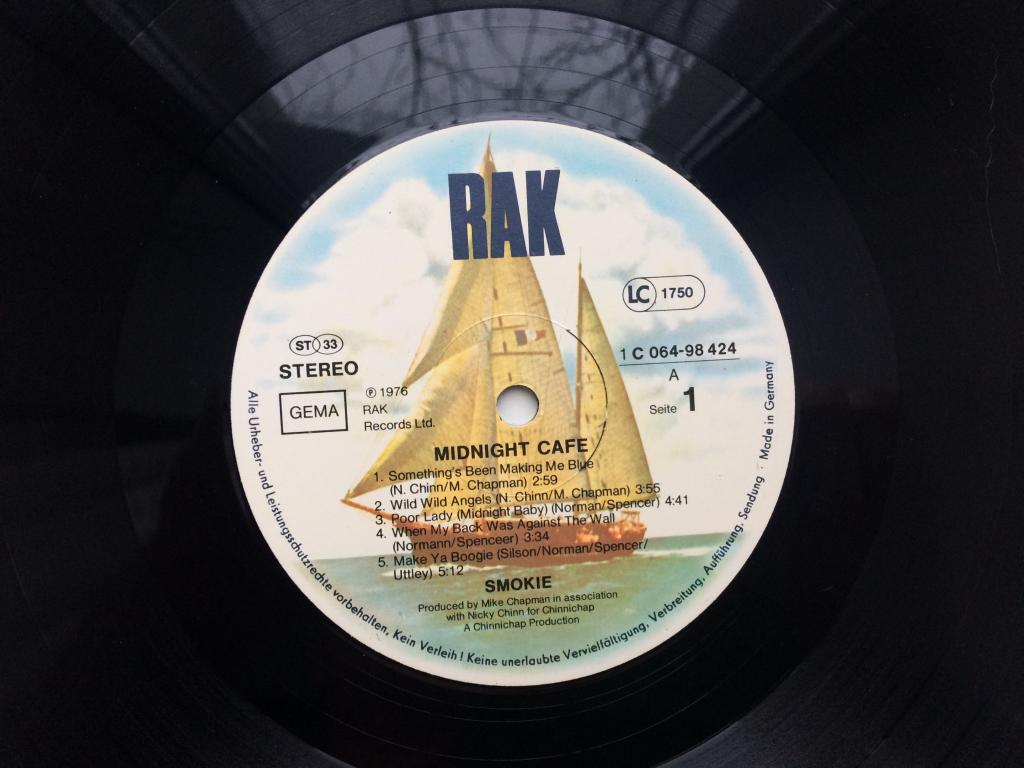 RAK
LC 1750
ST 33
STEREO
GEMA
℗ 1976
RAK
Records Ltd.
1 C 064-98 424
A
Seite 1
MIDNIGHT CAFE
1. Something's Been Making Me Blue
(N. Chinn/M. Chapman) 2:59
2. Wild Wild Angels (N. Chinn/M. Chapman) 3:55
3. Poor Lady (Midnight Baby) (Norman/Spencer) 4:41
4. When My Back Was Against The Wall
(Normann/Spenceer) 3:34
5. Make Ya Boogie (Silson/Norman/Spencer/
Uttley) 5:12
SMOKIE
Produced by Mike Chapman in association
with Nicky Chinn for Chinnichap
A Chinnichap Production
Alle Urheber- und Leistungsschutzrechte vorbehalten, Kein Verleih! Keine unerlaubte Vervielfältigung, Verbreitung, Aufführung, Sendung · Made in Germany